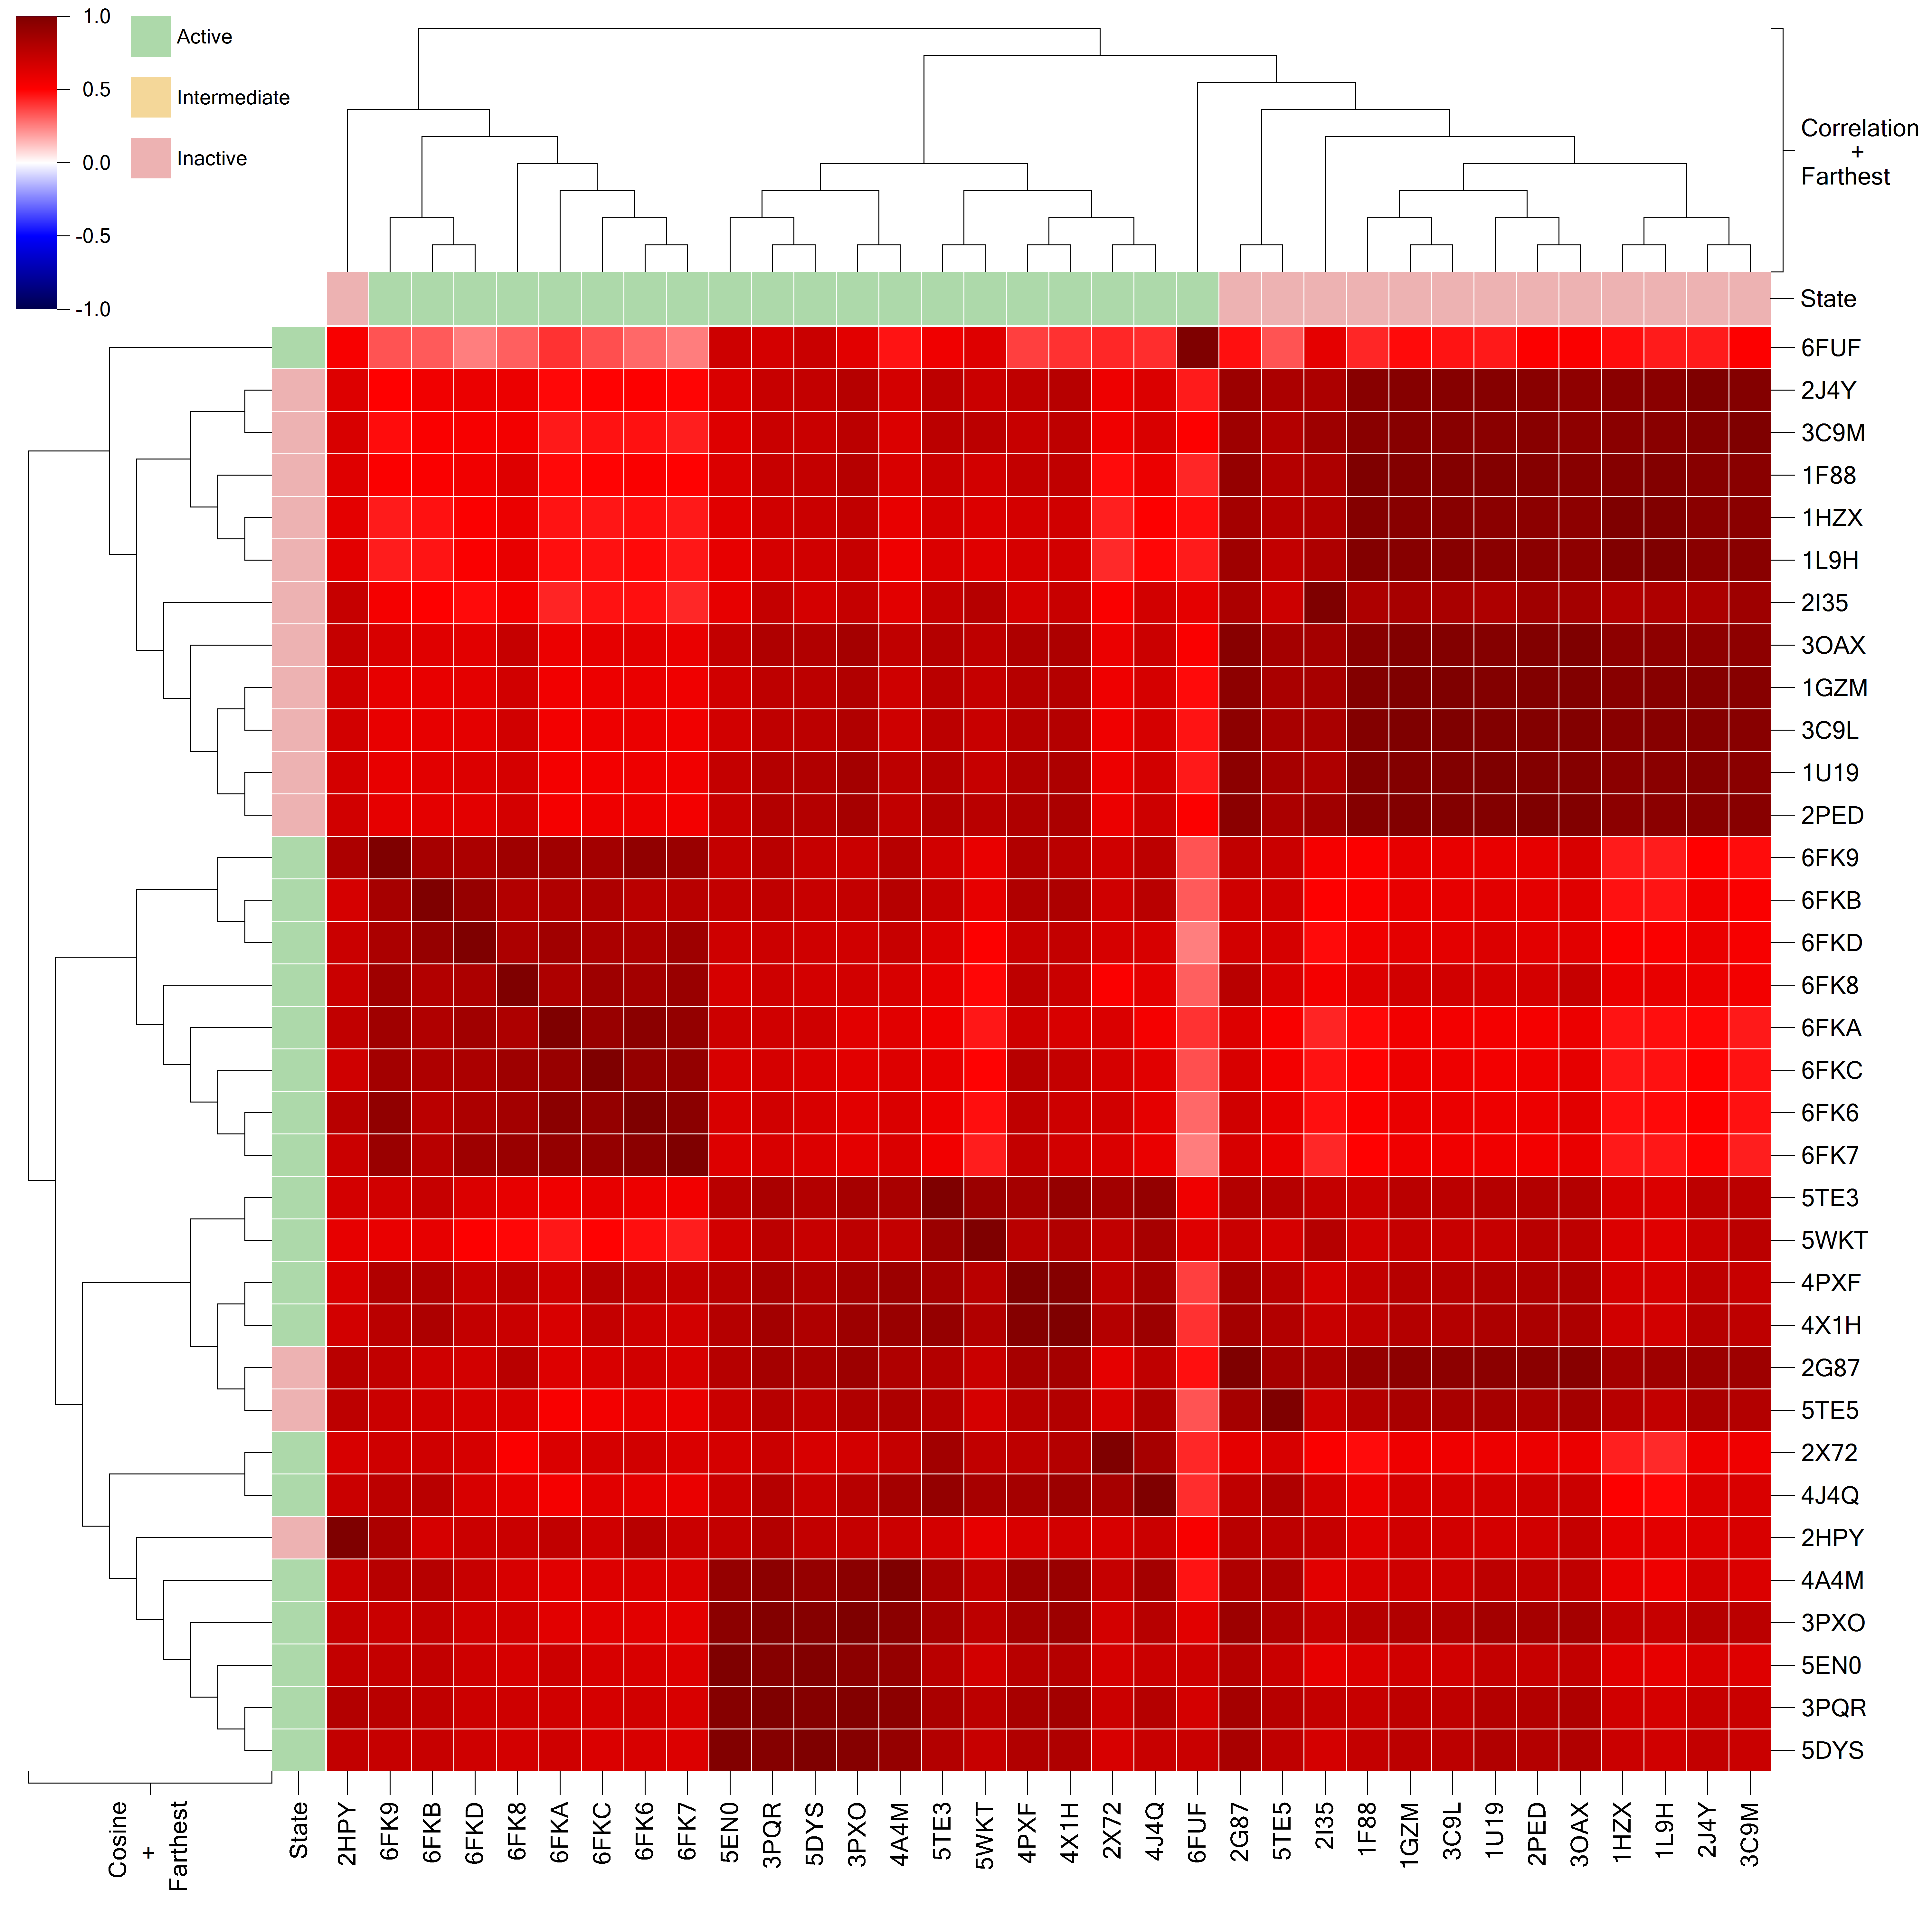 1.0
0.5
0.0
-0.5
-1.0
Active
Intermediate
Inactive
Correlation
+
Farthest
State
6FUF
2J4Y
3C9M
1F88
1HZX
1L9H
2I35
3OAX
1GZM
3C9L
1U19
2PED
6FK9
6FKB
6FKD
6FK8
6FKA
6FKC
6FK6
6FK7
5TE3
5WKT
4PXF
4X1H
2G87
5TE5
2X72
4J4Q
2HPY
4A4M
3PXO
5EN0
3PQR
5DYS
Cosine
+
Farthest
State
2HPY
6FK9
6FKB
6FKD
6FK8
6FKA
6FKC
6FK6
6FK7
5EN0
3PQR
5DYS
3PXO
4A4M
5TE3
5WKT
4PXF
4X1H
2X72
4J4Q
6FUF
2G87
5TE5
2I35
1F88
1GZM
3C9L
1U19
2PED
3OAX
1HZX
1L9H
2J4Y
3C9M